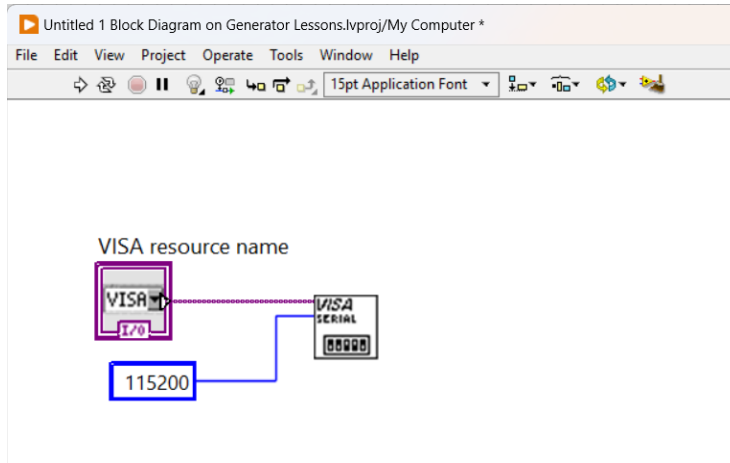 Untitled 1 Block Diagram on Generator Lessons.lvproj/My Computer *
File Edit View Project Operate Tools Window Help
15pt Application Font
VISA resource name
VISA
I/O
VISA
SERIAL
115200